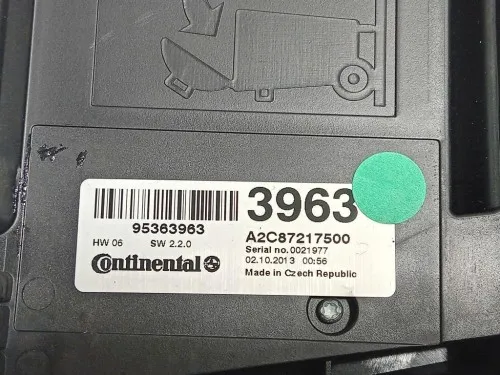 95363963
HW 06 SW 2.2.0
Continental
3963
A2C87217500
Serial no.0021977
02.10.2013 00:56
Made in Czech Republic